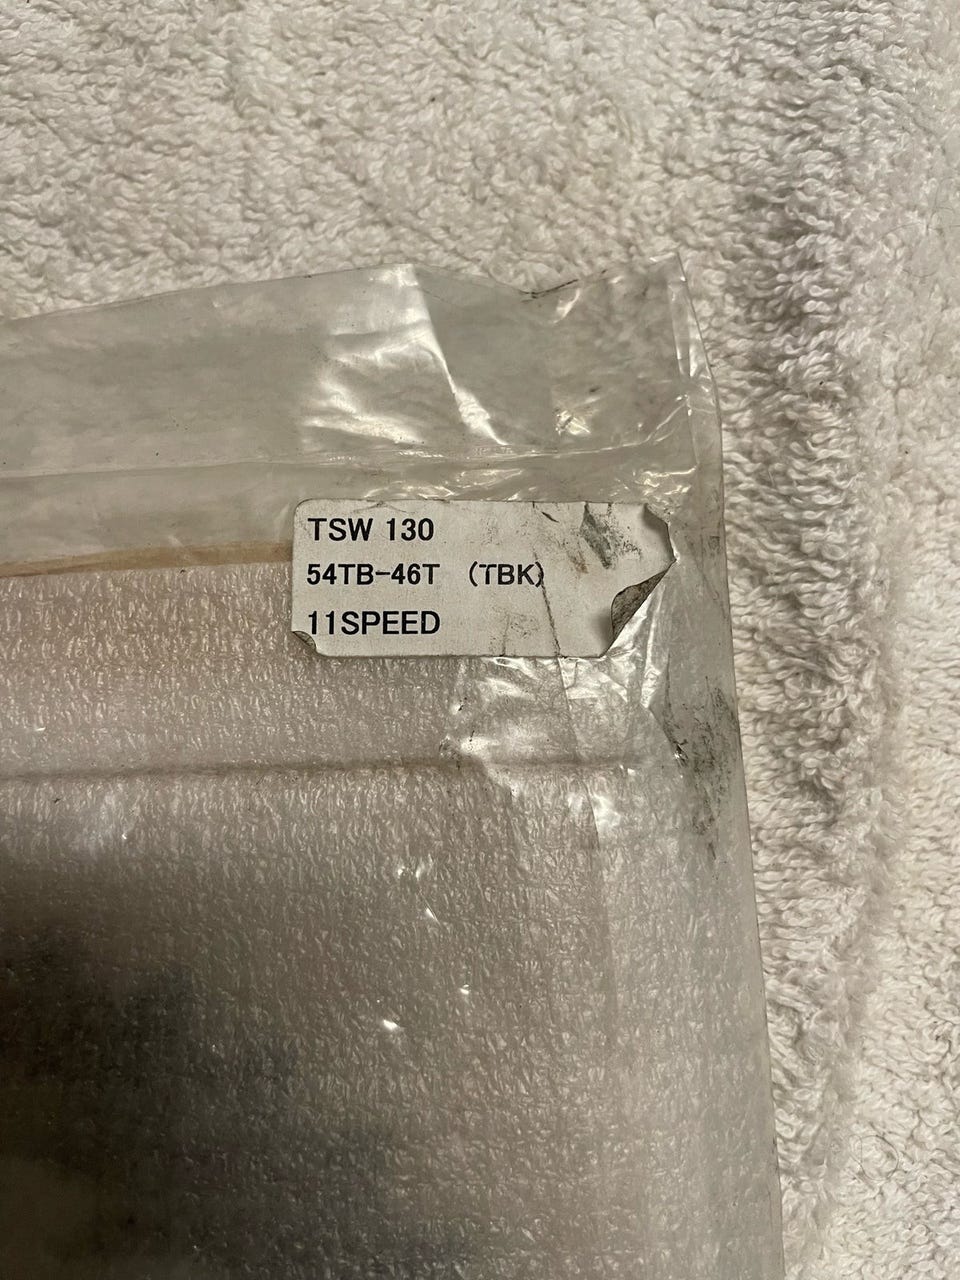 TSW 130
54TB-46T (TBK)
11SPEED